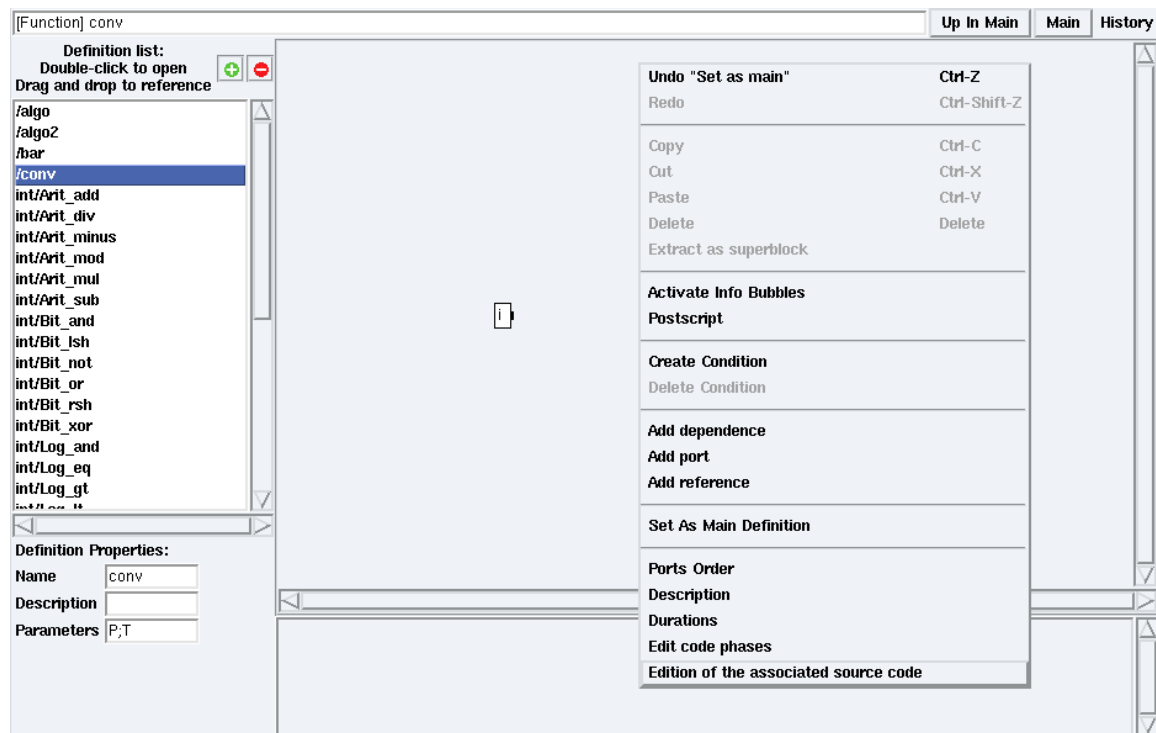 [Function] conv
Up In Main
Main
History
Definition list:
Double-click to open
Drag and drop to reference
/algo
/algo2
/bar
/conv
int/Arit_add
int/Arit_div
int/Arit_minus
int/Arit_mod
int/Arit_mul
int/Arit_sub
int/Bit_and
int/Bit_lsh
int/Bit_not
int/Bit_or
int/Bit_rsh
int/Bit_xor
int/Log_and
int/Log_eq
int/Log_gt
Definition Properties:
Name conv
Description
Parameters P;T
i
Undo "Set as main" Ctrl-Z
Redo Ctrl-Shift-Z
Copy Ctrl-C
Cut Ctrl-X
Paste Ctrl-V
Delete Delete
Extract as superblock
Activate Info Bubbles
Postscript
Create Condition
Delete Condition
Add dependence
Add port
Add reference
Set As Main Definition
Ports Order
Description
Durations
Edit code phases
Edition of the associated source code